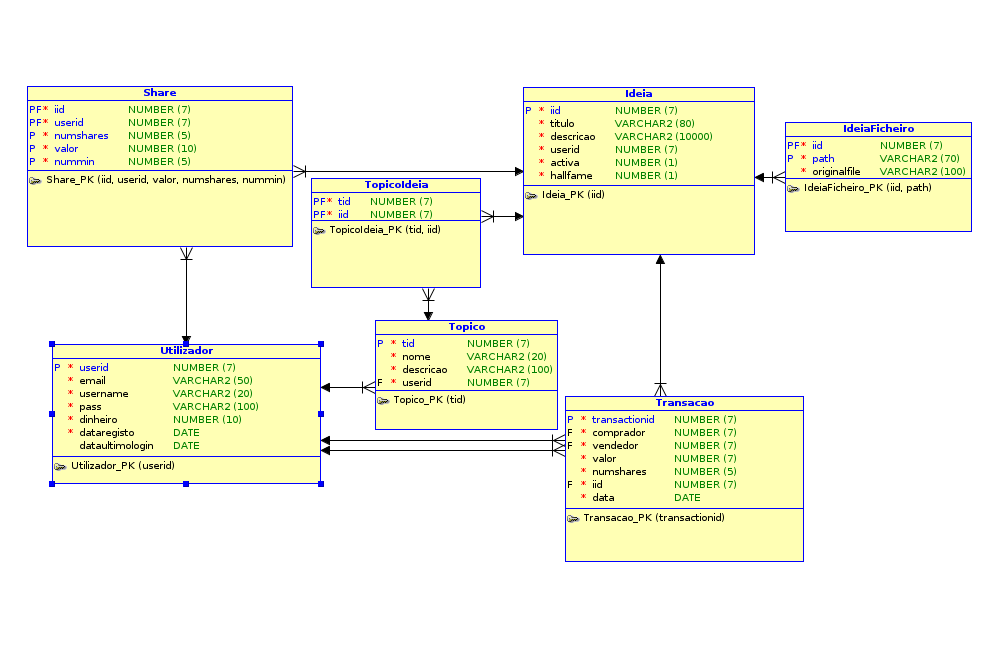 Share
PF* iid NUMBER (7)
PF* userid NUMBER (7)
P * numshares NUMBER (5)
P * valor NUMBER (10)
P * nummin NUMBER (5)
Share_PK (iid, userid, valor, numshares, nummin)
TopicoIdeia
PF* tid NUMBER (7)
PF* iid NUMBER (7)
TopicoIdeia_PK (tid, iid)
Ideia
P * iid NUMBER (7)
* titulo VARCHAR2 (80)
* descricao VARCHAR2 (10000)
* userid NUMBER (7)
* activa NUMBER (1)
* hallfame NUMBER (1)
Ideia_PK (iid)
IdeiaFicheiro
PF* iid NUMBER (7)
P * path VARCHAR2 (70)
* originalfile VARCHAR2 (100)
IdeiaFicheiro_PK (iid, path)
Utilizador
P * userid NUMBER (7)
* email VARCHAR2 (50)
* username VARCHAR2 (20)
* pass VARCHAR2 (100)
* dinheiro NUMBER (10)
* dataregisto DATE
dataultimologin DATE
Utilizador_PK (userid)
Topico
P * tid NUMBER (7)
* nome VARCHAR2 (20)
* descricao VARCHAR2 (100)
F * userid NUMBER (7)
Topico_PK (tid)
Transacao
P * transactionid NUMBER (7)
F * comprador NUMBER (7)
F * vendedor NUMBER (7)
* valor NUMBER (7)
* numshares NUMBER (5)
F * iid NUMBER (7)
* data DATE
Transacao_PK (transactionid)